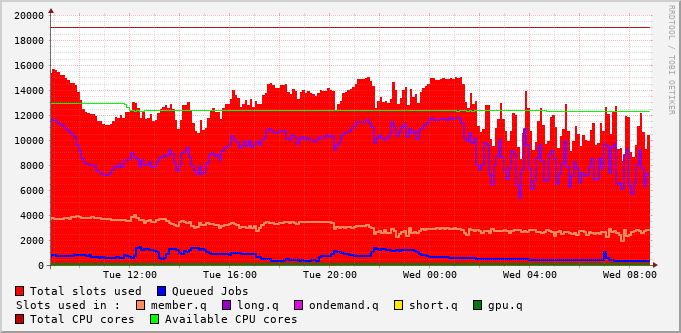 20000
18000
16000
14000
12000
10000
8000
6000
4000
2000
0
Tue 12:00 Tue 16:00 Tue 20:00 Wed 00:00 Wed 04:00 Wed 08:00
Total slots used Queued Jobs
Slots used in : member.q long.q ondemand.q short.q gpu.q
Total CPU cores Available CPU cores
RRDTOOL / TOBI OETIKER